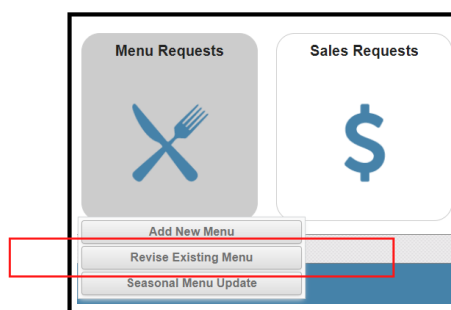 Menu Requests
Sales Requests
Add New Menu
Revise Existing Menu
Seasonal Menu Update